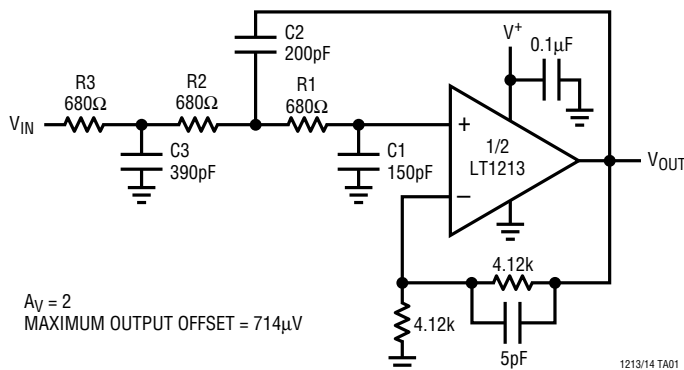 C2
200pF
V+
0.1µF
R3
680Ω
R2
680Ω
R1
680Ω
VIN
C3
390pF
C1
150pF
+
1/2
LT1213
−
VOUT
4.12k
4.12k
5pF
AV = 2
MAXIMUM OUTPUT OFFSET = 714µV
1213/14 TA01